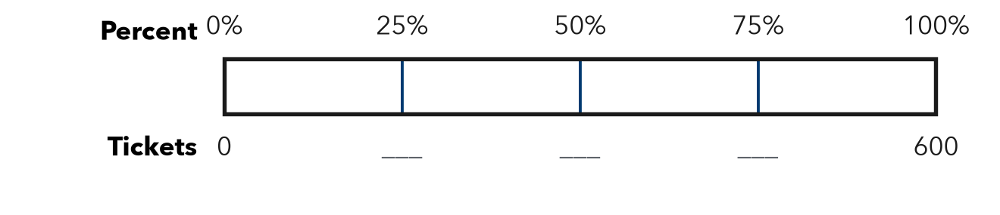 Percent 0% 25% 50% 75% 100%
Tickets 0 ___ ___ ___ 600